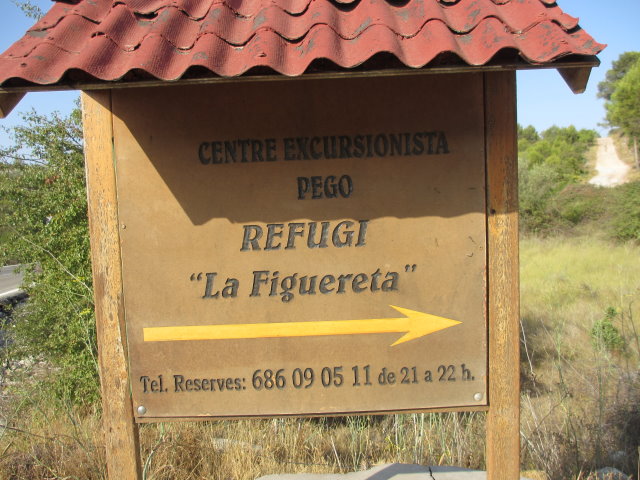 CENTRE EXCURSIONISTA
PEGO
REFUGI
"LA FIGUERETA"
Tel. Reserves: 686 09 05 11 de 21 a 22 h.